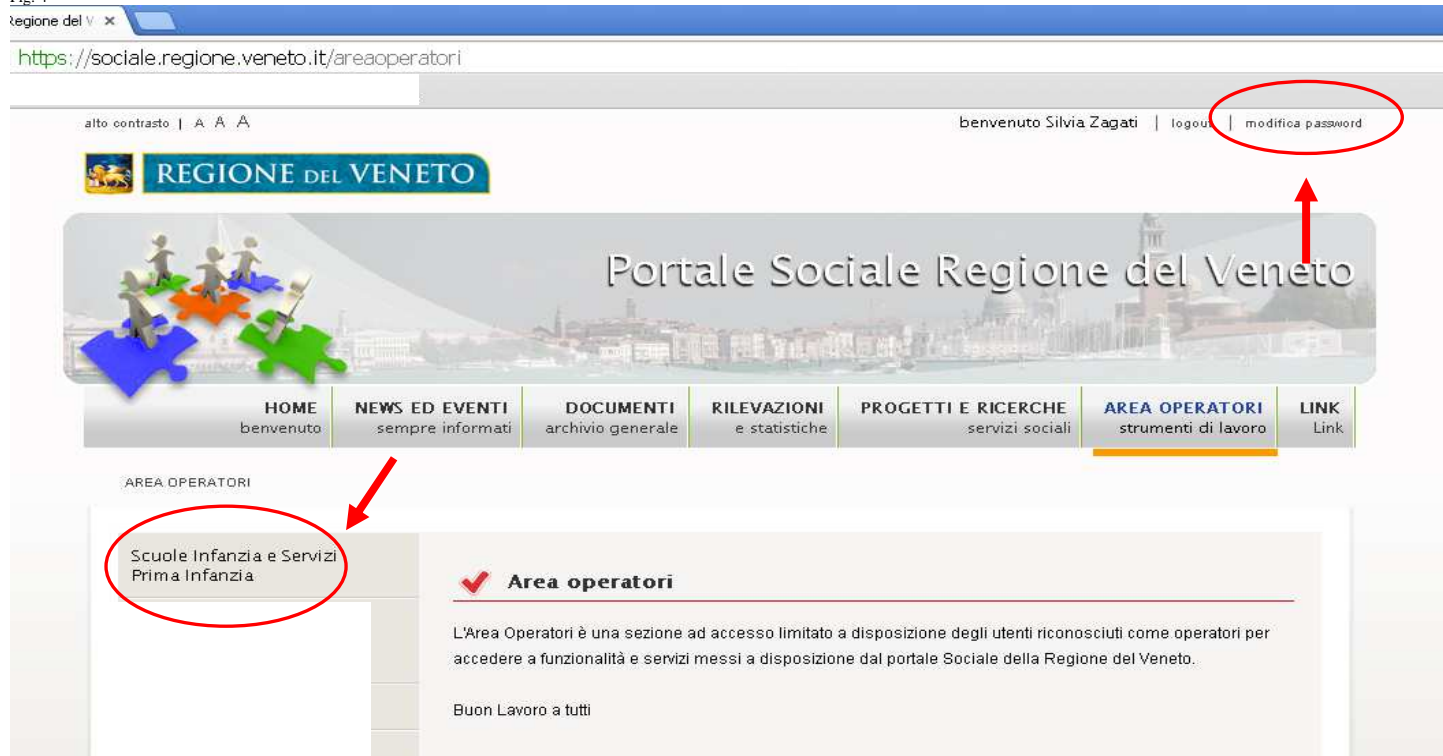 Regione del V ×
https://sociale.regione.veneto.it/areaoperatori
alto contrasto | A A A
benvenuto Silvia Zagati | logout | modifica password
REGIONE DEL VENETO
Portale Sociale Regione del Veneto
HOME
benvenuto
NEWS ED EVENTI
sempre informati
DOCUMENTI
archivio generale
RILEVAZIONI
e statistiche
PROGETTI E RICERCHE
servizi sociali
AREA OPERATORI
strumenti di lavoro
LINK
Link
AREA OPERATORI
Scuole Infanzia e Servizi
Prima Infanzia
Area operatori
L'Area Operatori è una sezione ad accesso limitato a disposizione degli utenti riconosciuti come operatori per
accedere a funzionalità e servizi messi a disposizione dal portale Sociale della Regione del Veneto.
Buon Lavoro a tutti